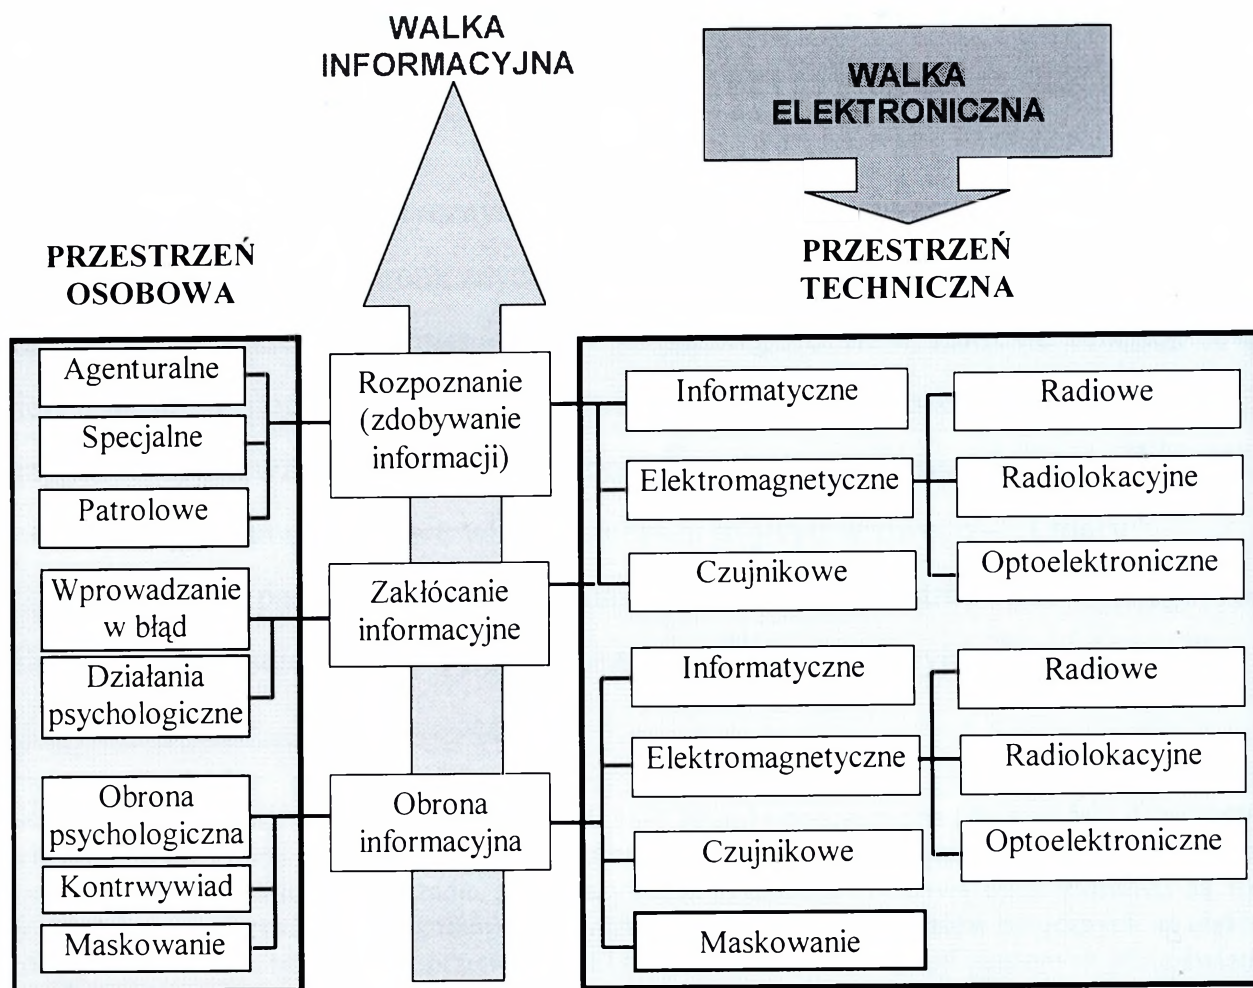 WALKA
INFORMACYJNA
WALKA
ELEKTRONICZNA
PRZESTRZEŃ
OSOBOWA
PRZESTRZEŃ
TECHNICZNA
Agenturalne
Specjalne
Patrolowe
Wprowadzanie
w błąd
Działania
psychologiczne
Obrona
psychologiczna
Kontrwywiad
Maskowanie
Rozpoznanie
(zdobywanie
informacji)
Zakłócanie
informacyjne
Obrona
informacyjna
Informatyczne
Elektromagnetyczne
Czujnikowe
Radiowe
Radiolokacyjne
Optoelektroniczne
Informatyczne
Elektromagnetyczne
Czujnikowe
Maskowanie
Radiowe
Radiolokacyjne
Optoelektroniczne